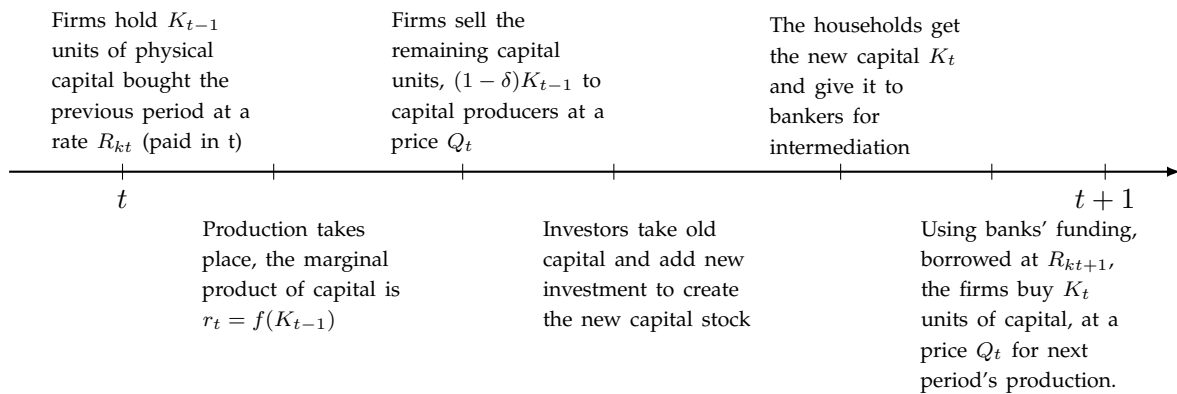 Firms hold K_{t−1}
units of physical
capital bought the
previous period at a
rate R_{kt} (paid in t)
Firms sell the
remaining capital
units, (1 − δ)K_{t−1} to
capital producers at a
price Q_t
The households get
the new capital K_t
and give it to
bankers for
intermediation
t
t + 1
Production takes
place, the marginal
product of capital is
r_t = f(K_{t−1})
Investors take old
capital and add new
investment to create
the new capital stock
Using banks' funding,
borrowed at R_{kt+1},
the firms buy K_t
units of capital, at a
price Q_t for next
period's production.